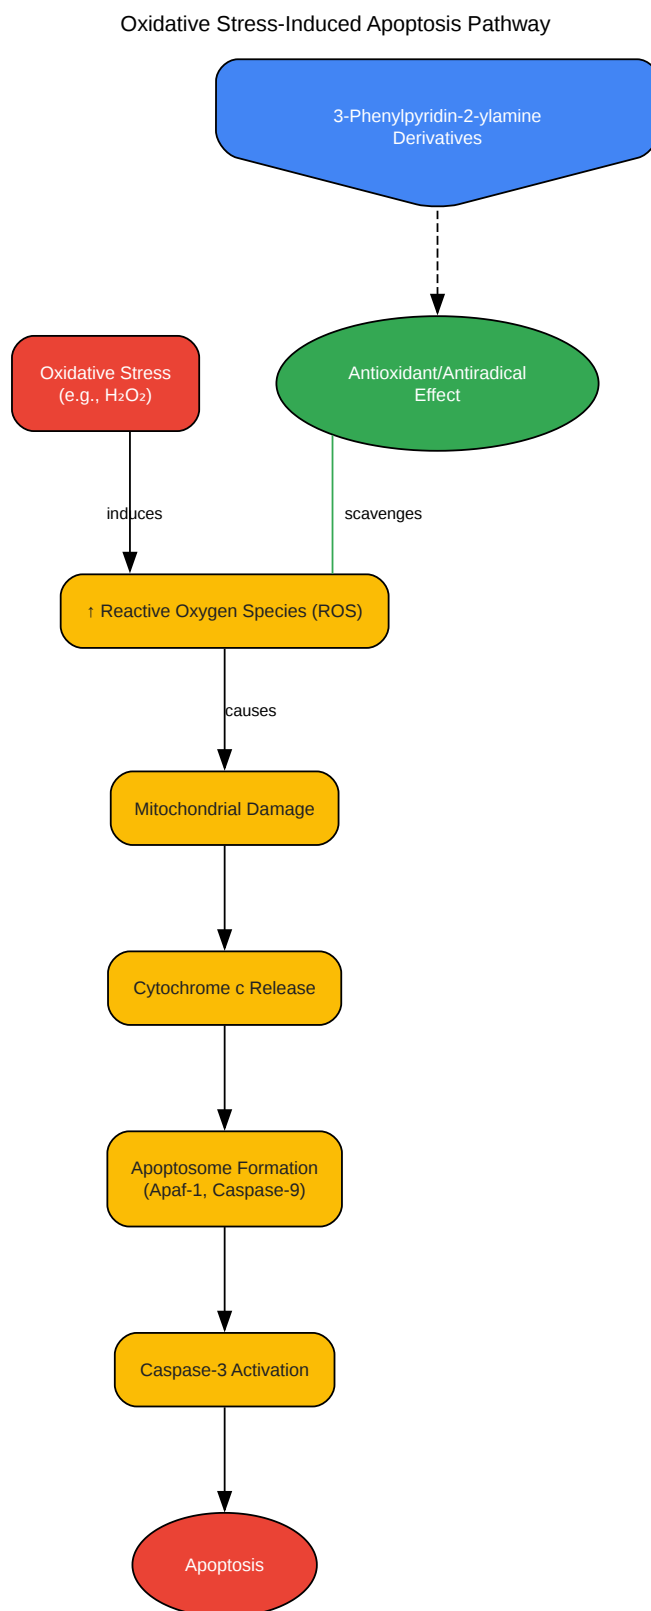 Oxidative Stress-Induced Apoptosis Pathway
3-Phenylpyridin-2-ylamine
Derivatives
Oxidative Stress
(e.g., H₂O₂)
Antioxidant/Antiradical
Effect
induces
scavenges
↑ Reactive Oxygen Species (ROS)
causes
Mitochondrial Damage
Cytochrome c Release
Apoptosome Formation
(Apaf-1, Caspase-9)
Caspase-3 Activation
Apoptosis